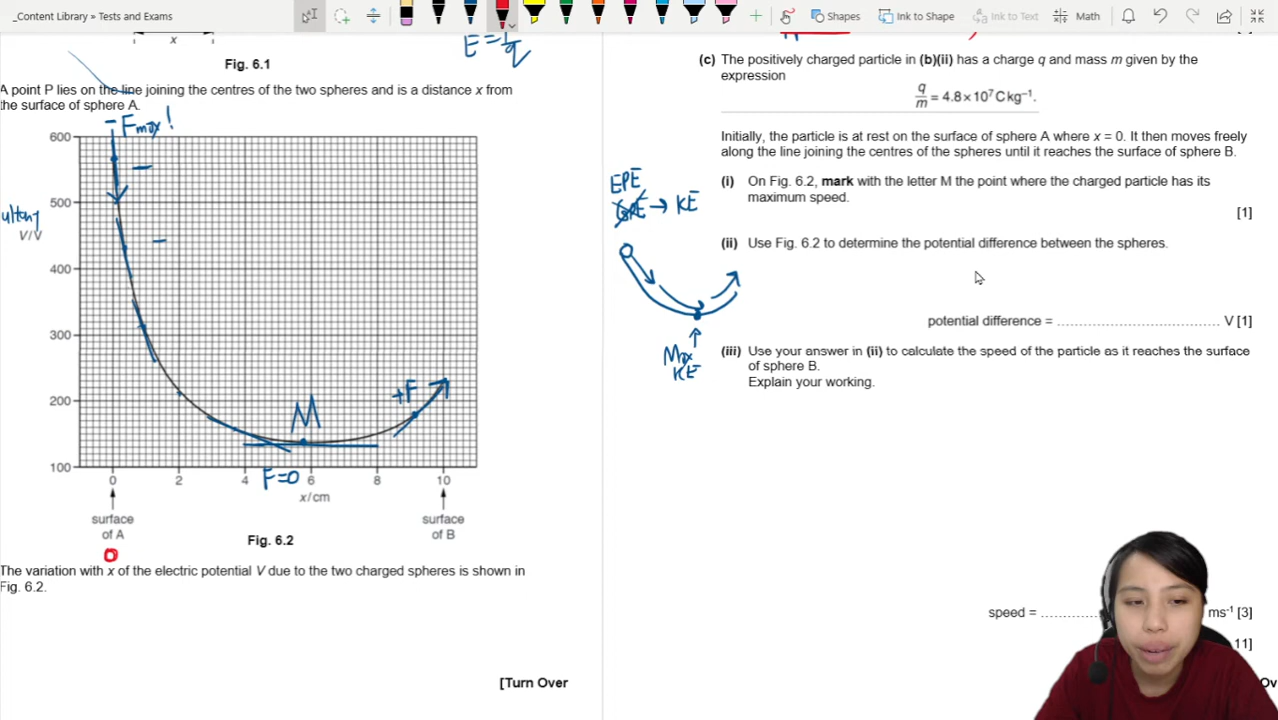 _Content Library » Tests and Exams
Shapes
Ink to Shape
Ink to Text
Math
x
E =
q
Fig. 6.1
A point P lies on the line joining the centres of the two spheres and is a distance x from
the surface of sphere A.
Fmax!
600
500
400
300
200
100
V/V
M
+F
F=0
0
2
4
6
8
10
x/cm
surface
of A
surface
of B
Fig. 6.2
The variation with x of the electric potential V due to the two charged spheres is shown in
Fig. 6.2.
[Turn Over
(c) The positively charged particle in (b)(ii) has a charge q and mass m given by the
expression
q/m = 4.8×10⁷ C kg⁻¹.
Initially, the particle is at rest on the surface of sphere A where x = 0. It then moves freely
along the line joining the centres of the spheres until it reaches the surface of sphere B.
(i) On Fig. 6.2, mark with the letter M the point where the charged particle has its
maximum speed.
[1]
EPE
GPE → KE
(ii) Use Fig. 6.2 to determine the potential difference between the spheres.
potential difference = ........................................ V [1]
Max
KE
(iii) Use your answer in (ii) to calculate the speed of the particle as it reaches the surface
of sphere B.
Explain your working.
speed = .............. ms⁻¹ [3]
11]
Ov